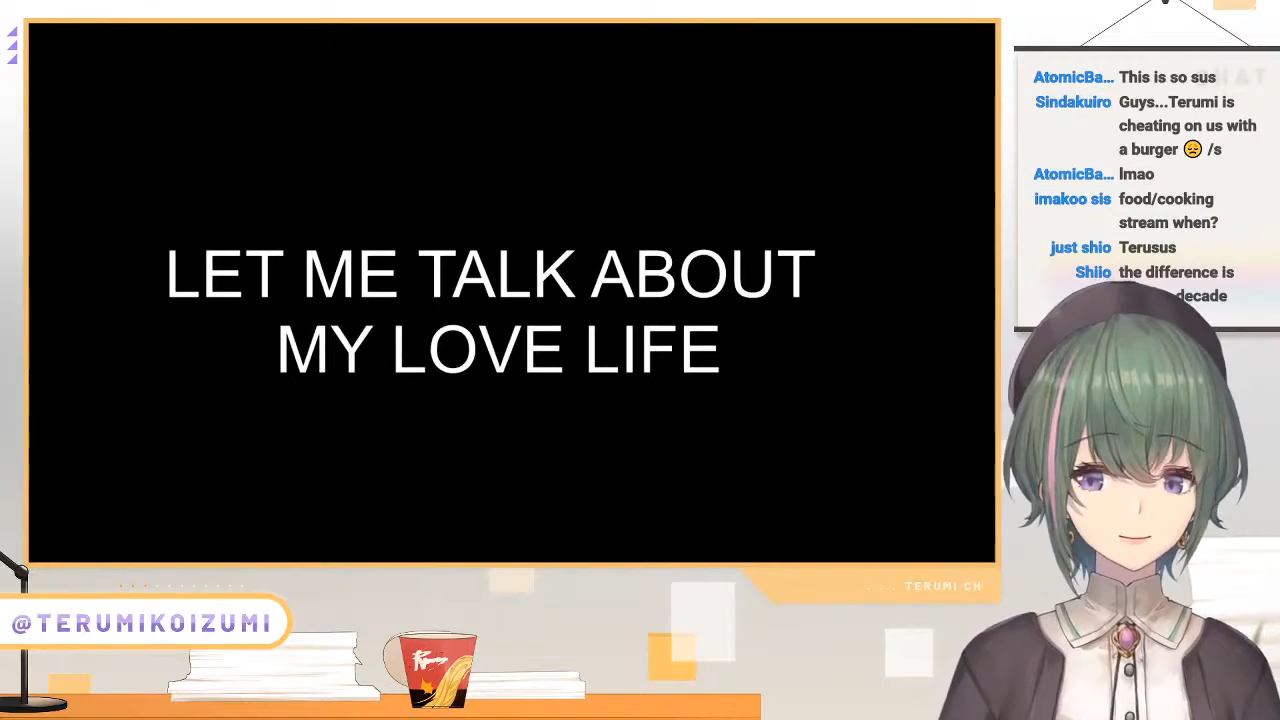 LET ME TALK ABOUT
MY LOVE LIFE
CHAT
AtomicBa... This is so sus
Sindakuiro Guys...Terumi is
cheating on us with
a burger 😔 /s
AtomicBa... lmao
imakoo sis food/cooking
stream when?
just shio Terusus
Shiio the difference is
decade
TERUMI CH
@TERUMIKOIZUMI